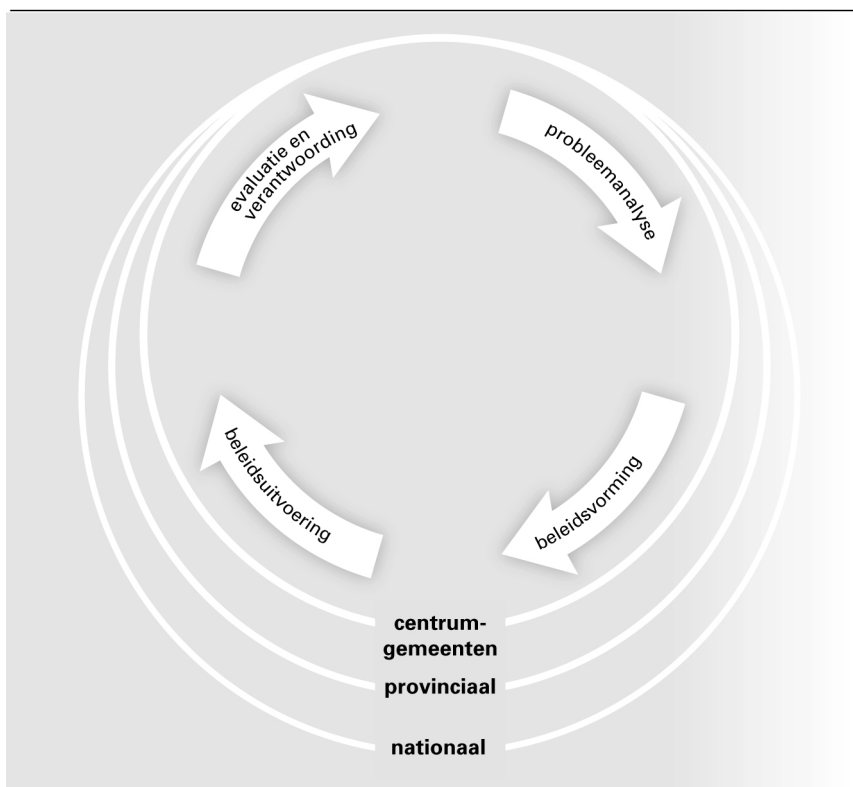 evaluatie en
verantwoording
probleemanalyse
beleidsvorming
beleidsuitvoering
centrum-
gemeenten
provinciaal
nationaal